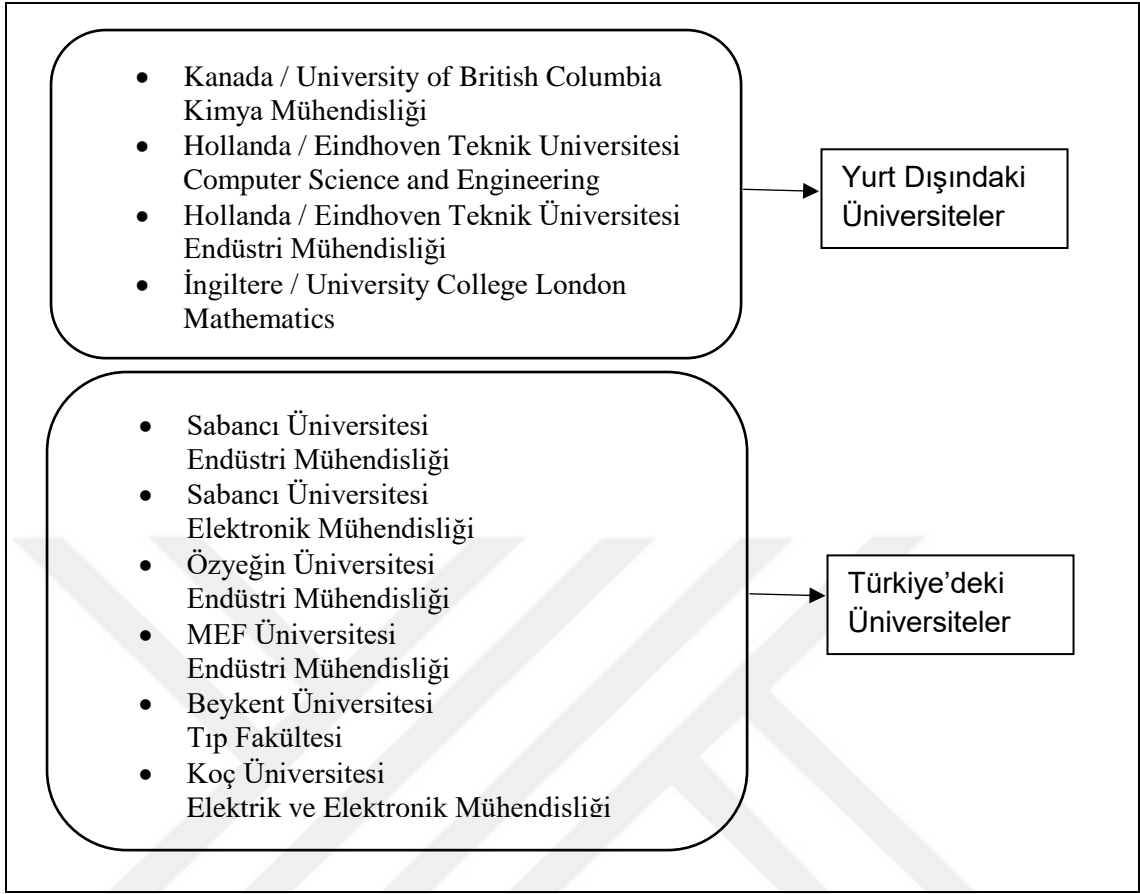 • Kanada / University of British Columbia
Kimya Mühendisliği
• Hollanda / Eindhoven Teknik Universitesi
Computer Science and Engineering
• Hollanda / Eindhoven Teknik Üniversitesi
Endüstri Mühendisliği
• İngiltere / University College London
Mathematics
Yurt Dışındaki
Üniversiteler
• Sabancı Üniversitesi
Endüstri Mühendisliği
• Sabancı Üniversitesi
Elektronik Mühendisliği
• Özyeğin Üniversitesi
Endüstri Mühendisliği
• MEF Üniversitesi
Endüstri Mühendisliği
• Beykent Üniversitesi
Tıp Fakültesi
• Koç Üniversitesi
Elektrik ve Elektronik Mühendisliği
Türkiye’deki
Üniversiteler